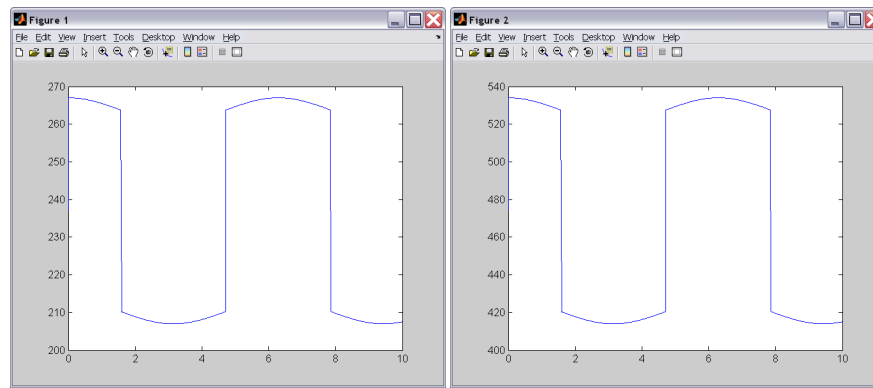 Figure 1
File Edit View Insert Tools Desktop Window Help
270
260
250
240
230
220
210
200
0 2 4 6 8 10
Figure 2
File Edit View Insert Tools Desktop Window Help
540
520
500
480
460
440
420
400
0 2 4 6 8 10